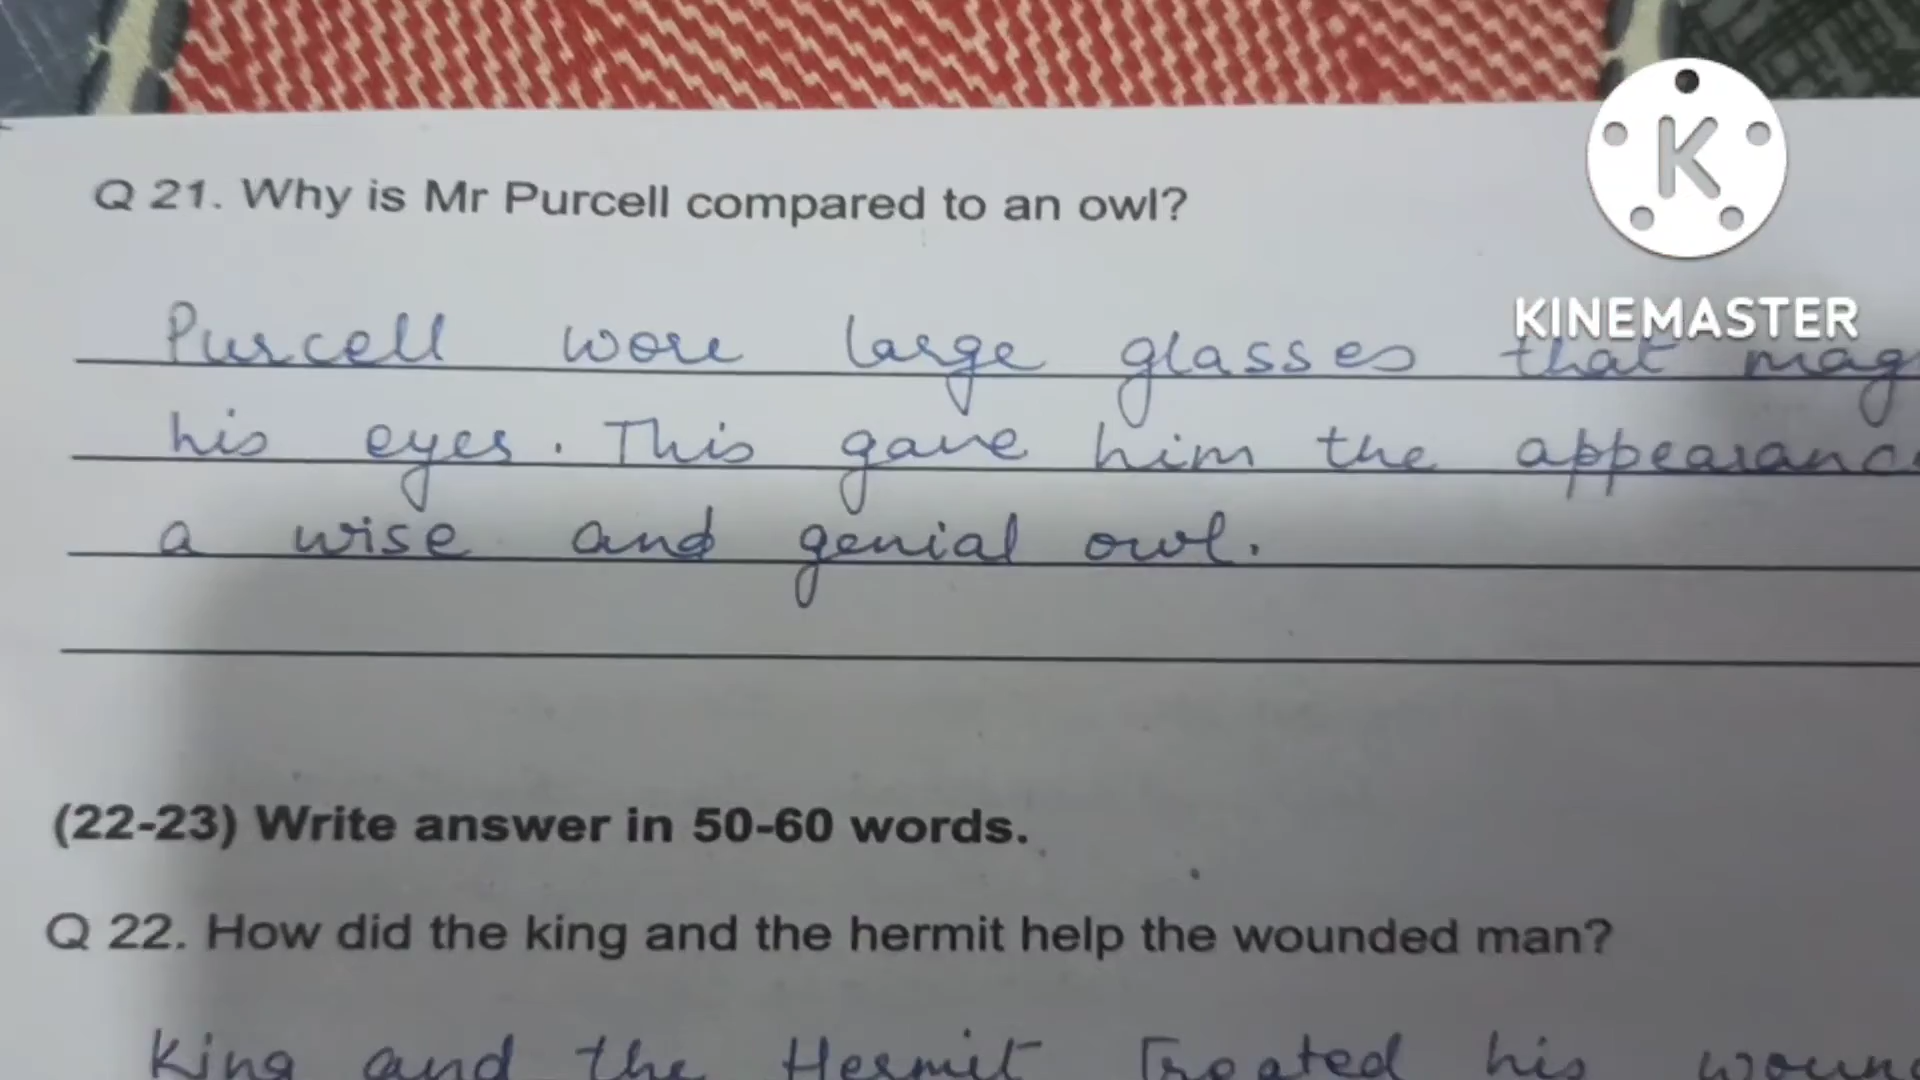 Q 21. Why is Mr Purcell compared to an owl?
K
KINEMASTER
Purcell wore large glasses that mag
his eyes. This gave him the appearanc
a wise and genial owl.
(22-23) Write answer in 50-60 words.
Q 22. How did the king and the hermit help the wounded man?
King and the Hermit Treated his woun